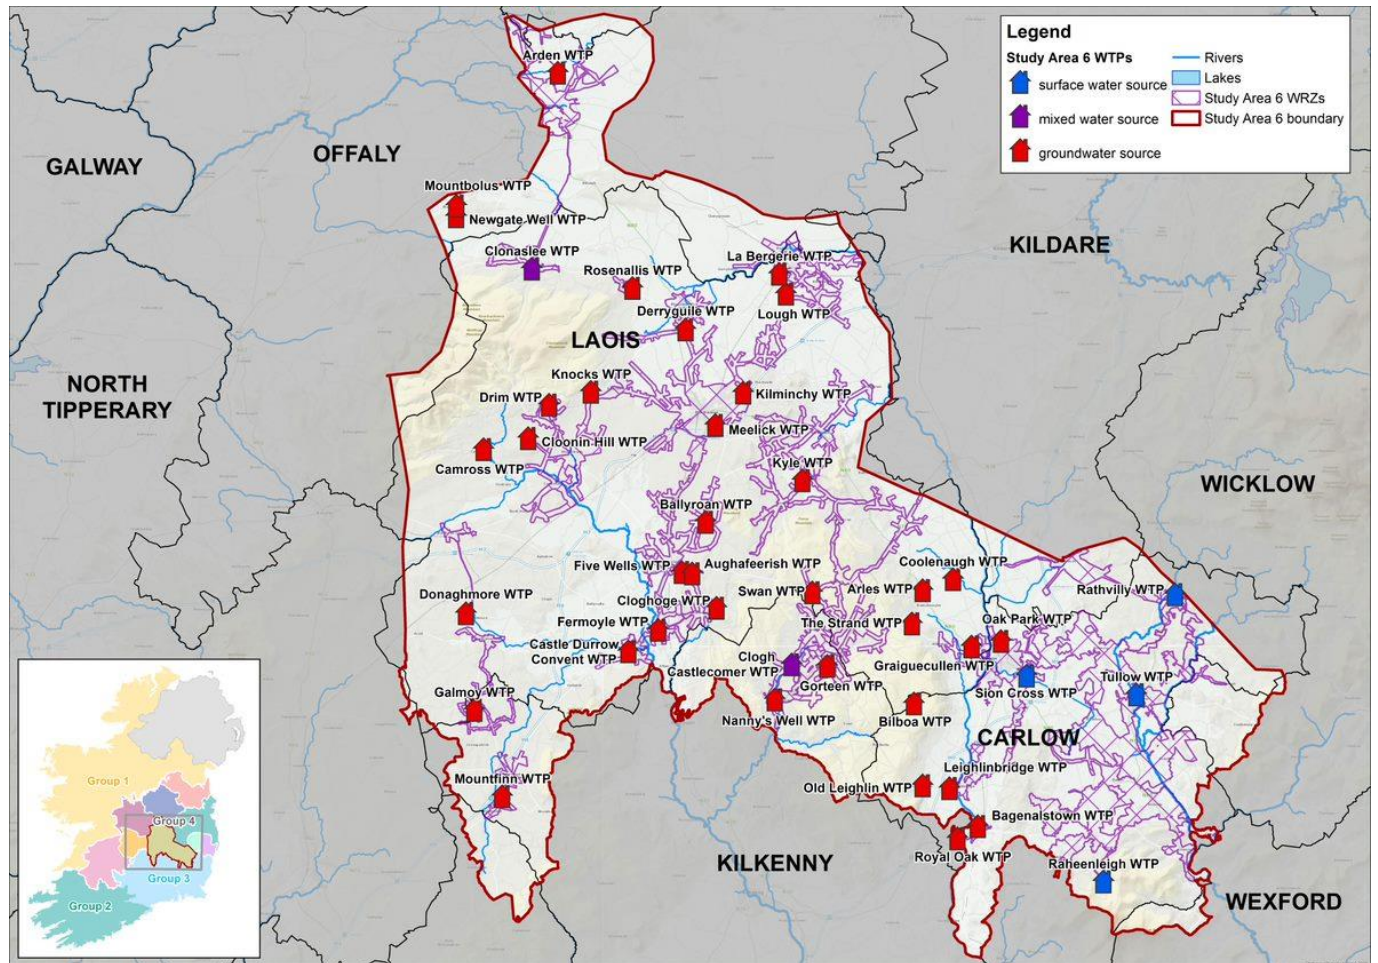 Legend
Study Area 6 WTPs
surface water source
mixed water source
groundwater source
Rivers
Lakes
Study Area 6 WRZs
Study Area 6 boundary
GALWAY
OFFALY
KILDARE
NORTH
TIPPERARY
LAOIS
WICKLOW
CARLOW
KILKENNY
WEXFORD
Arden WTP
Mountbolus WTP
Newgate Well WTP
Clonaslee WTP
Rosenallis WTP
La Bergerie WTP
Lough WTP
Derryguile WTP
Knocks WTP
Drim WTP
Kilminchy WTP
Meelick WTP
Cloonin Hill WTP
Camross WTP
Kyle WTP
Ballyroan WTP
Five Wells WTP
Aughafeerish WTP
Cloghoge WTP
Swan WTP
Arles WTP
Coolenaugh WTP
Rathvilly WTP
Donaghmore WTP
Fermoyle WTP
The Strand WTP
Oak Park WTP
Castle Durrow
Convent WTP
Clogh
Castlecomer WTP
Gorteen WTP
Graiguecullen WTP
Sion Cross WTP
Tullow WTP
Galmoy WTP
Nanny's Well WTP
Bilboa WTP
Mountfinn WTP
Old Leighlin WTP
Leighlinbridge WTP
Bagenalstown WTP
Royal Oak WTP
Raheenleigh WTP
Group 1
Group 4
Group 3
Group 2